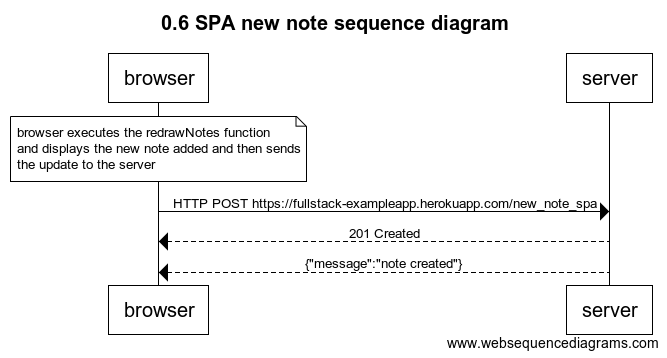 0.6 SPA new note sequence diagram
browser
server
browser executes the redrawNotes function
and displays the new note added and then sends
the update to the server
HTTP POST https://fullstack-exampleapp.herokuapp.com/new_note_spa
201 Created
{"message":"note created"}
browser
server
www.websequencediagrams.com